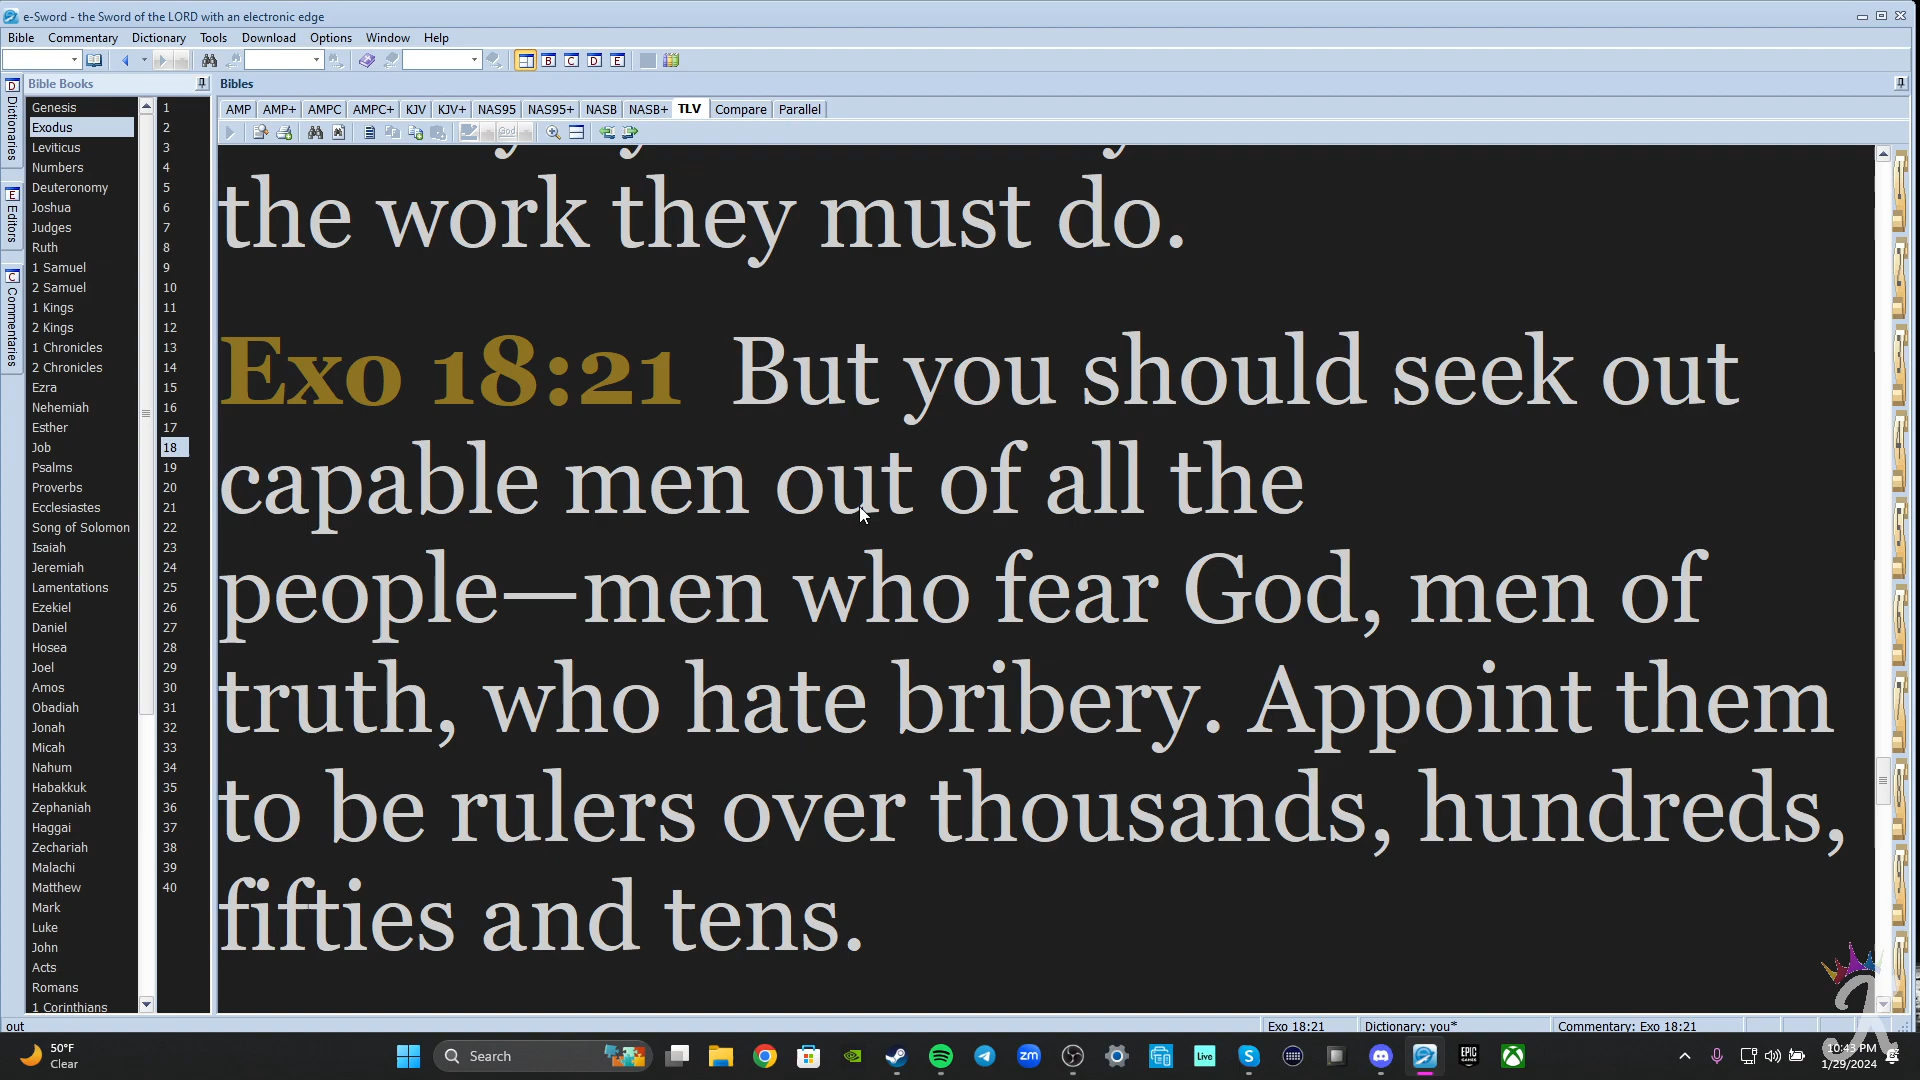 e-Sword - the Sword of the LORD with an electronic edge
Bible Commentary Dictionary Tools Download Options Window Help
B C D E
Bible Books
Bibles
AMP AMP+ AMPC AMPC+ KJV KJV+ NAS95 NAS95+ NASB NASB+ TLV Compare Parallel
D Dictionaries
E Editors
C Commentaries
Genesis
Exodus
Leviticus
Numbers
Deuteronomy
Joshua
Judges
Ruth
1 Samuel
2 Samuel
1 Kings
2 Kings
1 Chronicles
2 Chronicles
Ezra
Nehemiah
Esther
Job
Psalms
Proverbs
Ecclesiastes
Song of Solomon
Isaiah
Jeremiah
Lamentations
Ezekiel
Daniel
Hosea
Joel
Amos
Obadiah
Jonah
Micah
Nahum
Habakkuk
Zephaniah
Haggai
Zechariah
Malachi
Matthew
Mark
Luke
John
Acts
Romans
1 Corinthians
1
2
3
4
5
6
7
8
9
10
11
12
13
14
15
16
17
18
19
20
21
22
23
24
25
26
27
28
29
30
31
32
33
34
35
36
37
38
39
40
the work they must do.
Exo 18:21 But you should seek out
capable men out of all the
people—men who fear God, men of
truth, who hate bribery. Appoint them
to be rulers over thousands, hundreds,
fifties and tens.
out
Exo 18:21
Dictionary: you*
Commentary: Exo 18:21
50°F
Clear
Search
zm
Live
EPIC GAMES
10:43 PM
1/29/2024